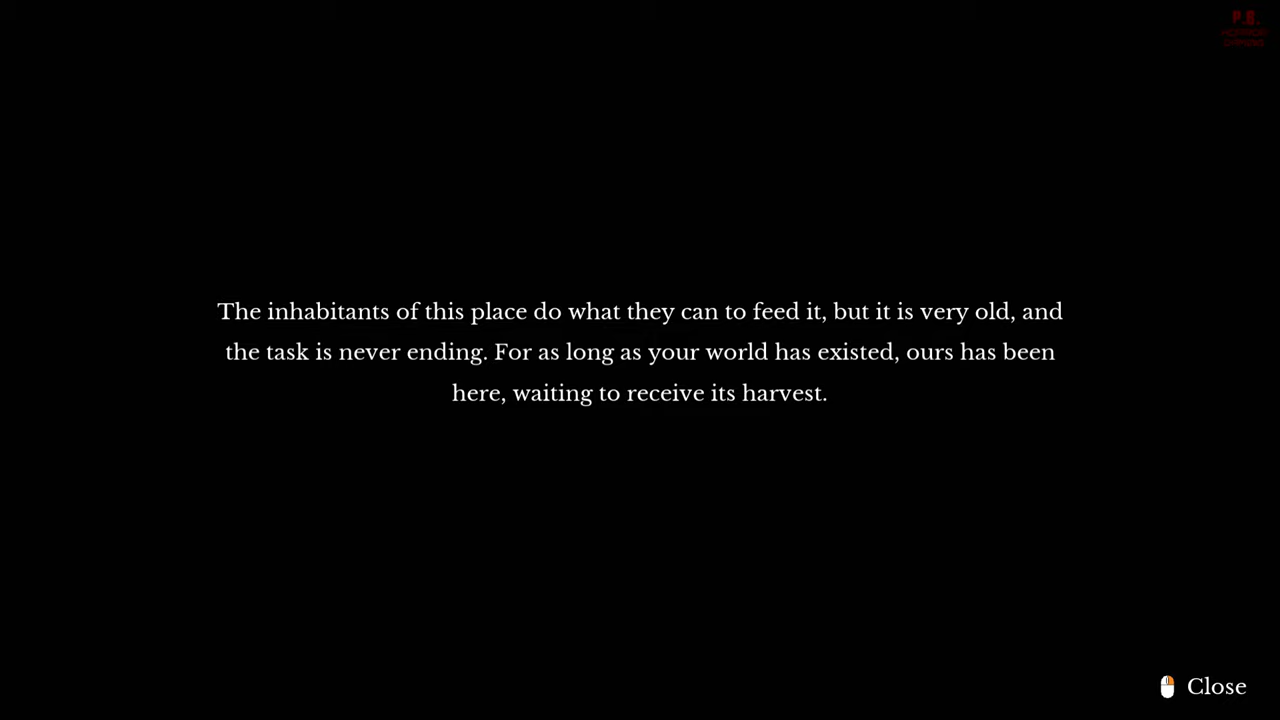 P.B.
The inhabitants of this place do what they can to feed it, but it is very old, and
the task is never ending. For as long as your world has existed, ours has been
here, waiting to receive its harvest.
Close